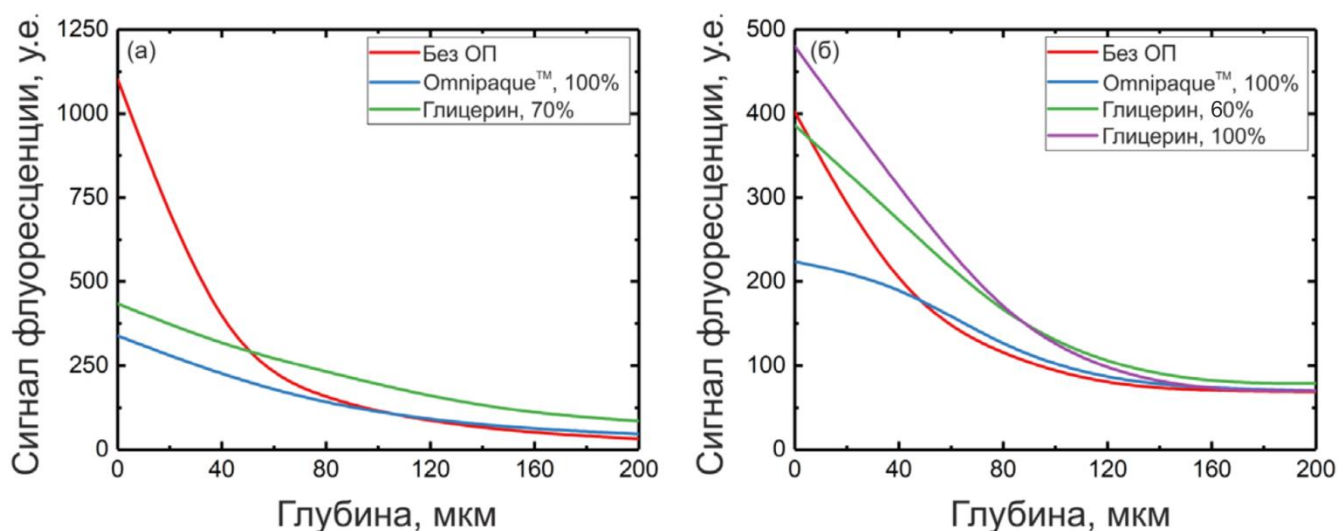 (а)
Без ОП
Omnipaque™, 100%
Глицерин, 70%
Сигнал флуоресценции, у.е.
1250
1000
750
500
250
0
0 40 80 120 160 200
Глубина, мкм
(б)
Без ОП
Omnipaque™, 100%
Глицерин, 60%
Глицерин, 100%
Сигнал флуоресценции, у.е.
500
400
300
200
100
0
0 40 80 120 160 200
Глубина, мкм